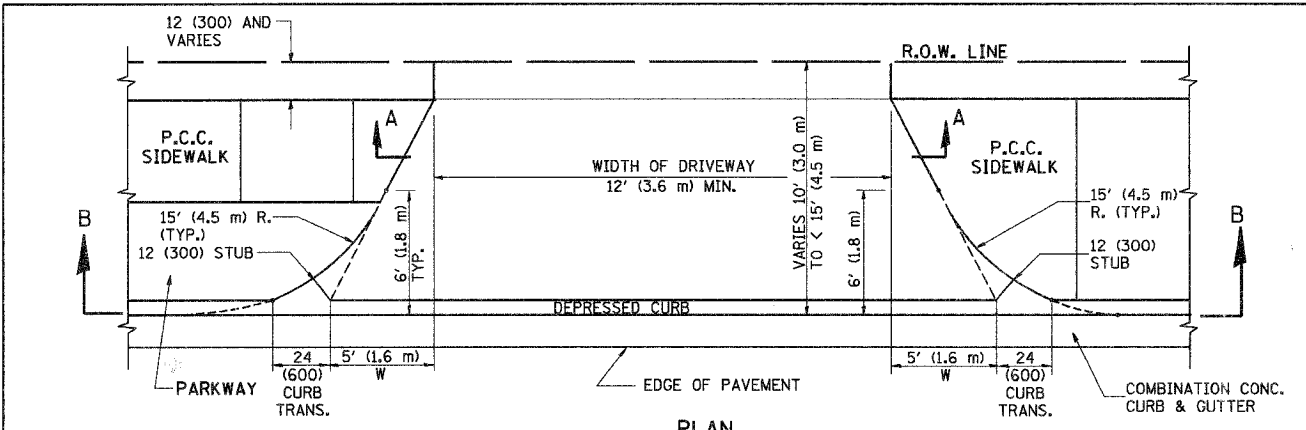 12 (300) AND
VARIES
R.O.W. LINE
A
A
P.C.C.
SIDEWALK
P.C.C.
SIDEWALK
WIDTH OF DRIVEWAY
12' (3.6 m) MIN.
VARIES 10' (3.0 m)
TO < 15' (4.5 m)
B
B
15' (4.5 m) R.
(TYP.)
12 (300) STUB
6' (1.8 m)
TYP.
6' (1.8 m)
15' (4.5 m)
R. (TYP.)
12 (300)
STUB
DEPRESSED CURB
PARKWAY
24
(600)
CURB
TRANS.
5' (1.6 m)
W
EDGE OF PAVEMENT
5' (1.6 m)
W
24
(600)
CURB
TRANS.
COMBINATION CONC.
CURB & GUTTER
PLAN